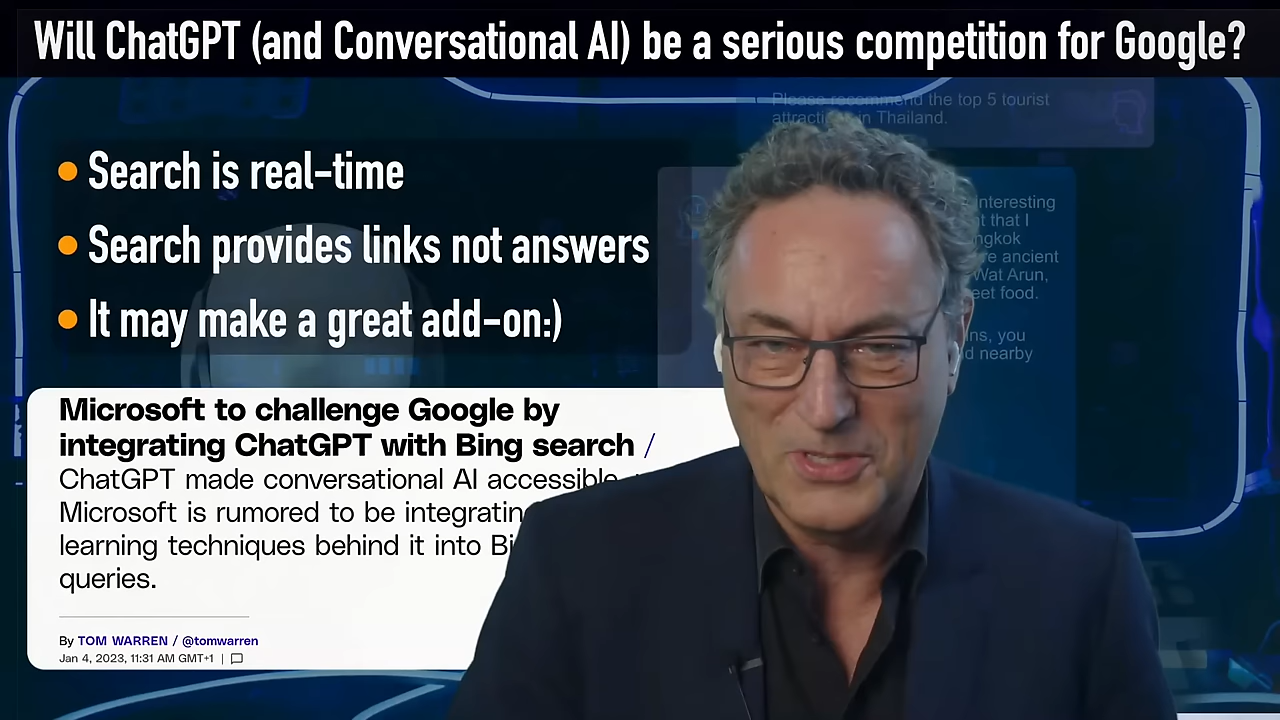 Will ChatGPT (and Conversational AI) be a serious competition for Google?
Please recommend the top 5 tourist
attractions in Thailand.
• Search is real-time
• Search provides links not answers
• It may make a great add-on:)
interesting
that I
re ancient
Wat Arun,
food.
you
nearby
Microsoft to challenge Google by
integrating ChatGPT with Bing search /
ChatGPT made conversational AI accessible,
Microsoft is rumored to be integrating
learning techniques behind it into
queries.
By TOM WARREN / @tomwarren
Jan 4, 2023, 11:31 AM GMT+1 |